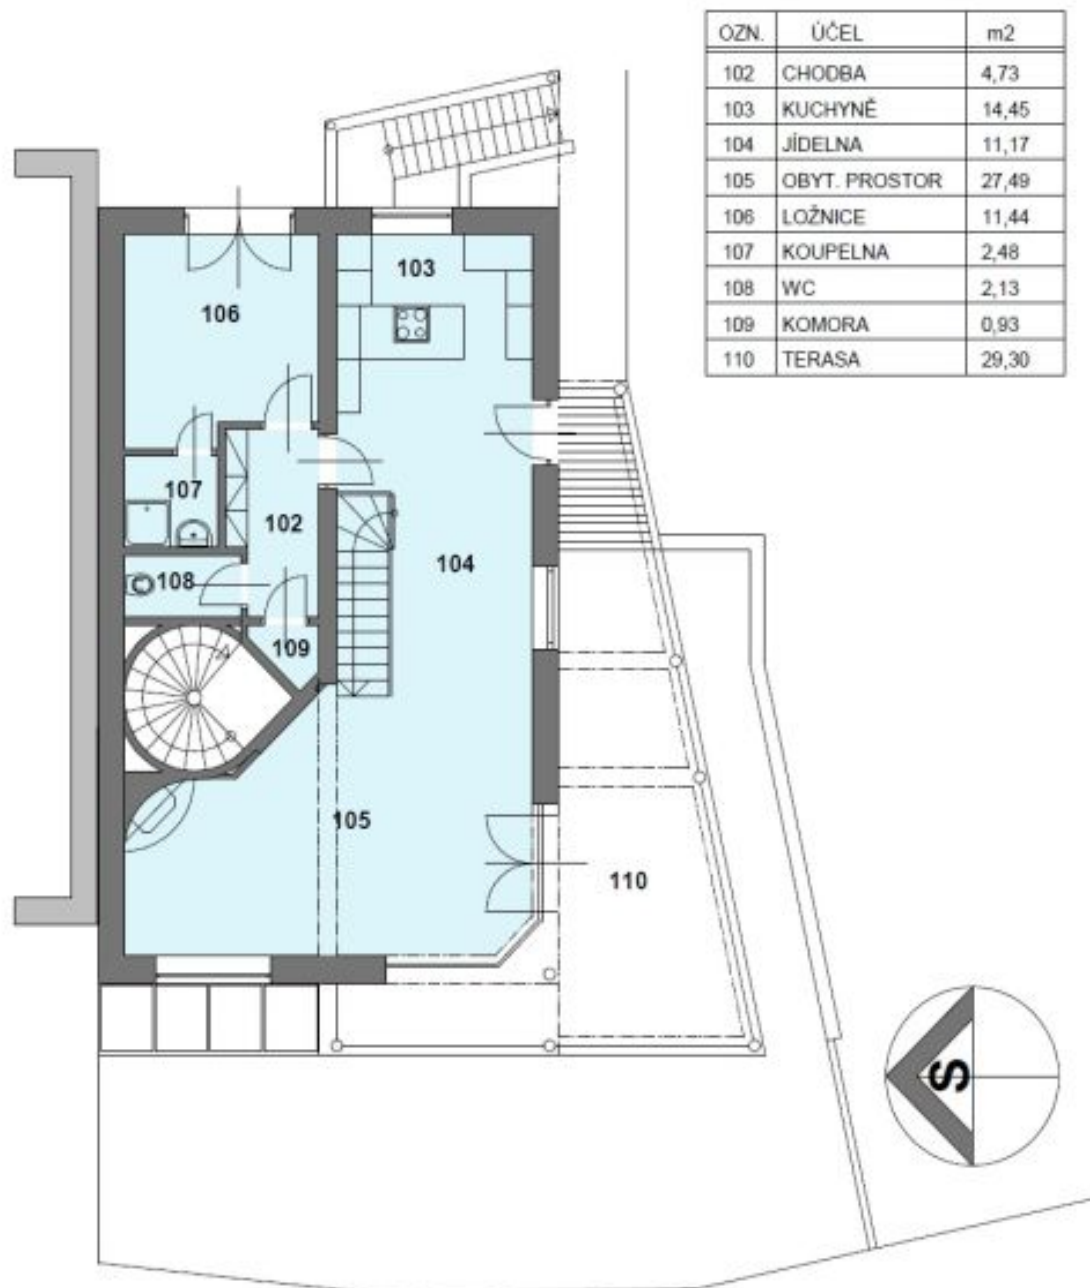 OZN. ÚČEL m2
102 CHODBA 4,73
103 KUCHYNĚ 14,45
104 JÍDELNA 11,17
105 OBYT. PROSTOR 27,49
106 LOŽNICE 11,44
107 KOUPELNA 2,48
108 WC 2,13
109 KOMORA 0,93
110 TERASA 29,30
103
106
107
102
104
108
109
105
110
S